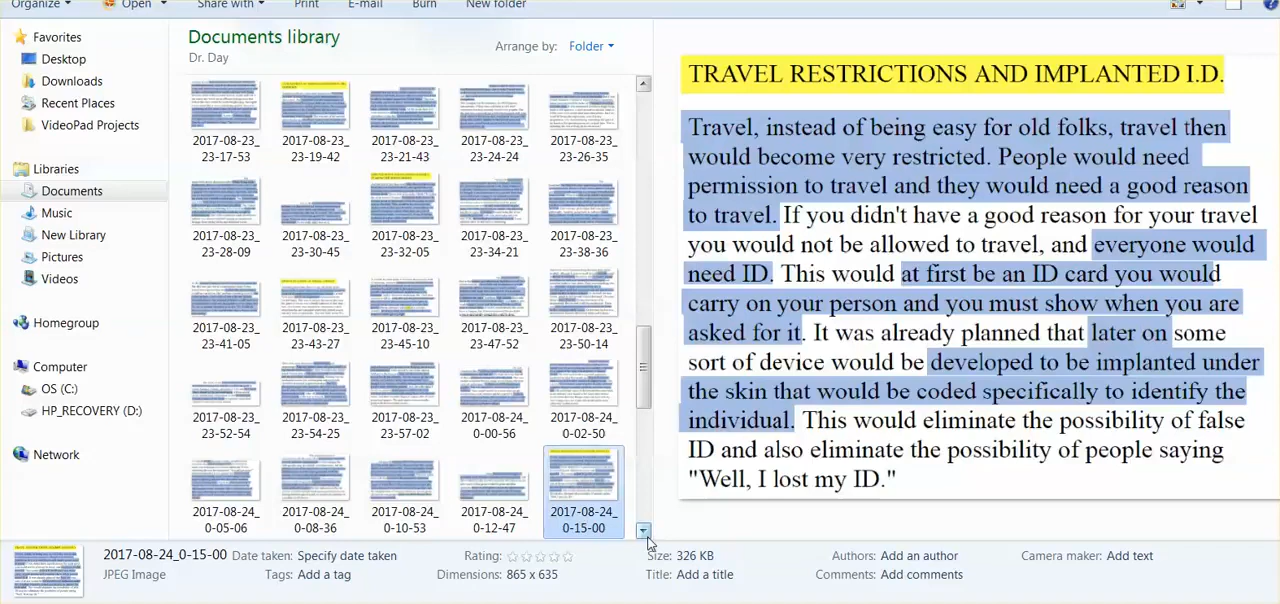 Organize
Open
Share with
Print
E-mail
Burn
New folder
Favorites
Desktop
Downloads
Recent Places
VideoPad Projects
Libraries
Documents
Music
New Library
Pictures
Videos
Homegroup
Computer
OS (C:)
HP_RECOVERY (D:)
Network
Documents library
Dr. Day
Arrange by: Folder
2017-08-23_
23-17-53
2017-08-23_
23-19-42
2017-08-23_
23-21-43
2017-08-23_
23-24-24
2017-08-23_
23-26-35
2017-08-23_
23-28-09
2017-08-23_
23-30-45
2017-08-23_
23-32-05
2017-08-23_
23-34-21
2017-08-23_
23-38-36
2017-08-23_
23-41-05
2017-08-23_
23-43-27
2017-08-23_
23-45-10
2017-08-23_
23-47-52
2017-08-23_
23-50-14
2017-08-23_
23-52-54
2017-08-23_
23-54-25
2017-08-23_
23-57-02
2017-08-24_
0-00-56
2017-08-24_
0-02-50
2017-08-24_
0-05-06
2017-08-24_
0-08-36
2017-08-24_
0-10-53
2017-08-24_
0-12-47
2017-08-24_
0-15-00
TRAVEL RESTRICTIONS AND IMPLANTED I.D.
Travel, instead of being easy for old folks, travel then
would become very restricted. People would need
permission to travel and they would need a good reason
to travel. If you didn't have a good reason for your travel
you would not be allowed to travel, and everyone would
need ID. This would at first be an ID card you would
carry on your person and you must show when you are
asked for it. It was already planned that later on some
sort of device would be developed to be implanted under
the skin that would be coded specifically to identify the
individual. This would eliminate the possibility of false
ID and also eliminate the possibility of people saying
"Well, I lost my ID."
2017-08-24_0-15-00 Date taken: Specify date taken
Rating:
Size: 326 KB
Authors: Add an author
Camera maker: Add text
JPEG Image
Tags: Add a tag
Dimensions: 865 x 635
Title: Add a title
Comments: Add comments